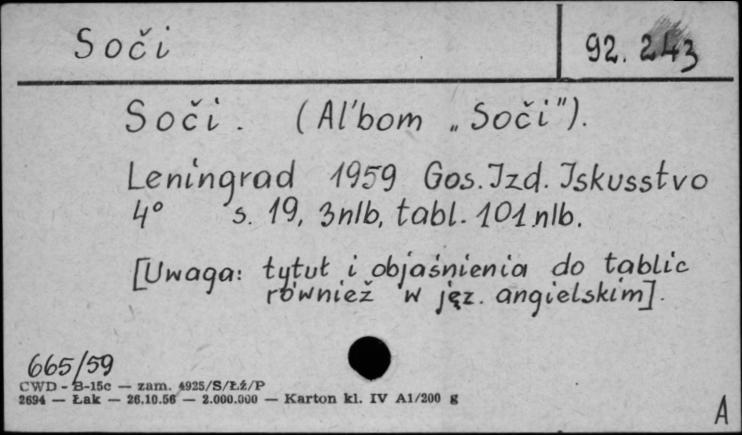 Soči
92.243
Soči. (Al'bom „Soči").
Leningrad 1959 Gos. Izd. Iskusstvo
4° s. 19, 3nlb, tabl. 101 nlb.
[Uwaga: tytuł i objaśnienia do tablic
również w jęz. angielskim].
665/59
CWD - B-15c — zam. 4925/S/Łź/P
2694 — Łak — 26.10.56 — 2.000.000 — Karton kl. IV A1/200 g
A